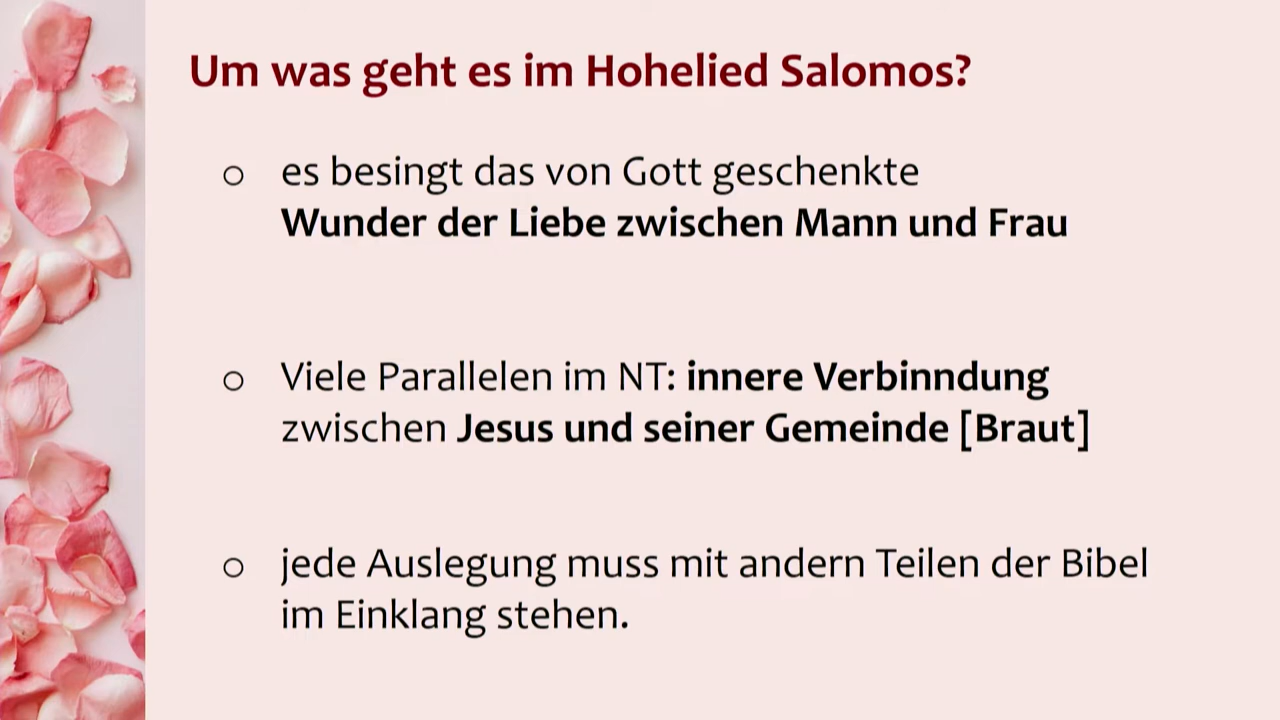 Um was geht es im Hohelied Salomos?
o es besingt das von Gott geschenkte
Wunder der Liebe zwischen Mann und Frau
o Viele Parallelen im NT: innere Verbinndung
zwischen Jesus und seiner Gemeinde [Braut]
o jede Auslegung muss mit andern Teilen der Bibel
im Einklang stehen.